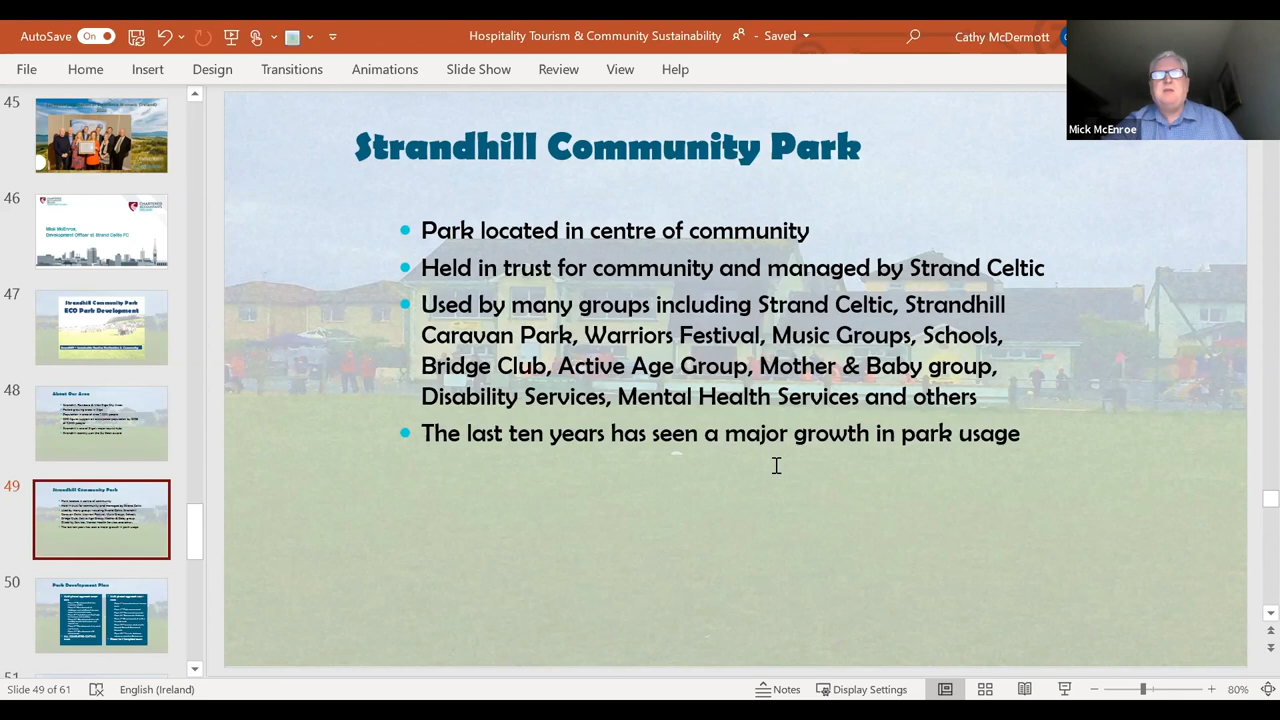 AutoSave On
Hospitality Tourism & Community Sustainability
Saved
Cathy McDermott
File Home Insert Design Transitions Animations Slide Show Review View Help
Mick McEnroe
45
46
Mick McEnroe,
Development Officer at Strand Celtic FC
47
Strandhill Community Park
ECO Park Development
48
About Our Area
49
Strandhill Community Park
50
Park Development Plan
51
Strandhill Community Park
Park located in centre of community
Held in trust for community and managed by Strand Celtic
Used by many groups including Strand Celtic, Strandhill
Caravan Park, Warriors Festival, Music Groups, Schools,
Bridge Club, Active Age Group, Mother & Baby group,
Disability Services, Mental Health Services and others
The last ten years has seen a major growth in park usage
Slide 49 of 61
English (Ireland)
Notes
Display Settings
80%